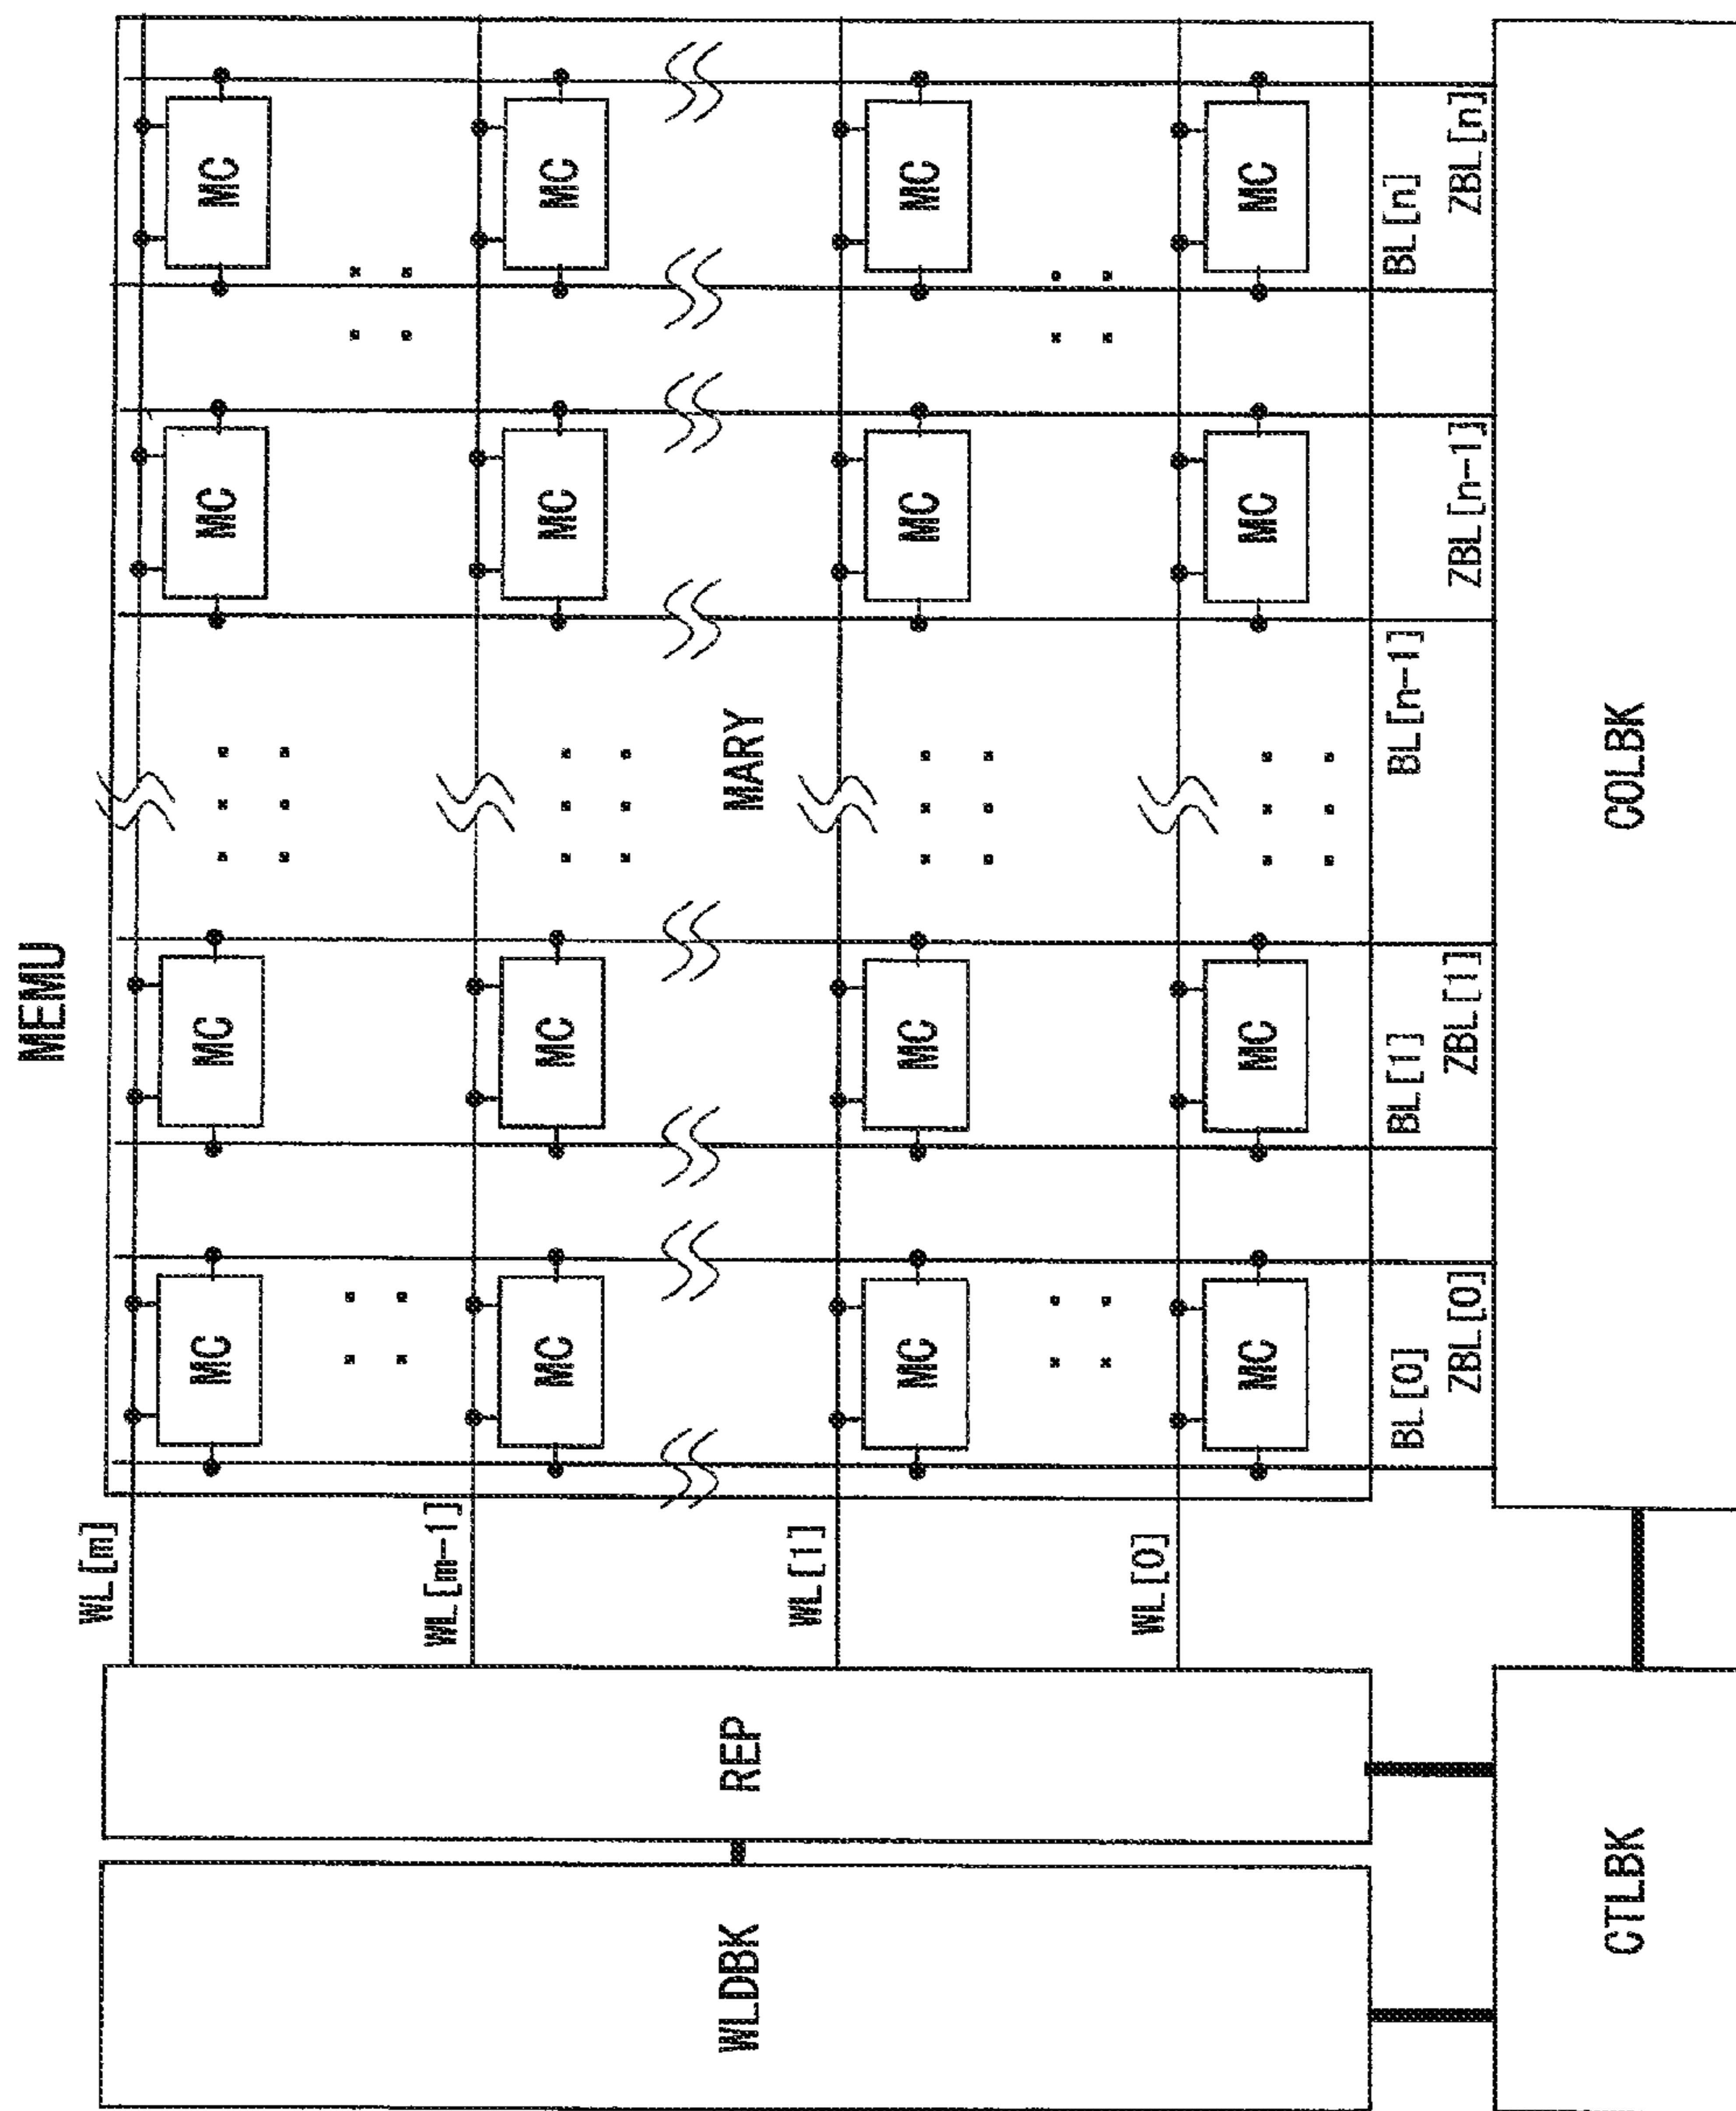 MEMU
WL[m]
MC
MC
MC
MC
WL[m-1]
MC
MC
MC
MC
REP
WLDBK
MARY
WL[1]
MC
MC
MC
MC
WL[0]
MC
MC
MC
MC
BL[0]
ZBL[0]
BL[1]
ZBL[1]
BL[n-1]
ZBL[n-1]
BL[n]
ZBL[n]
CTLBK
COLBK